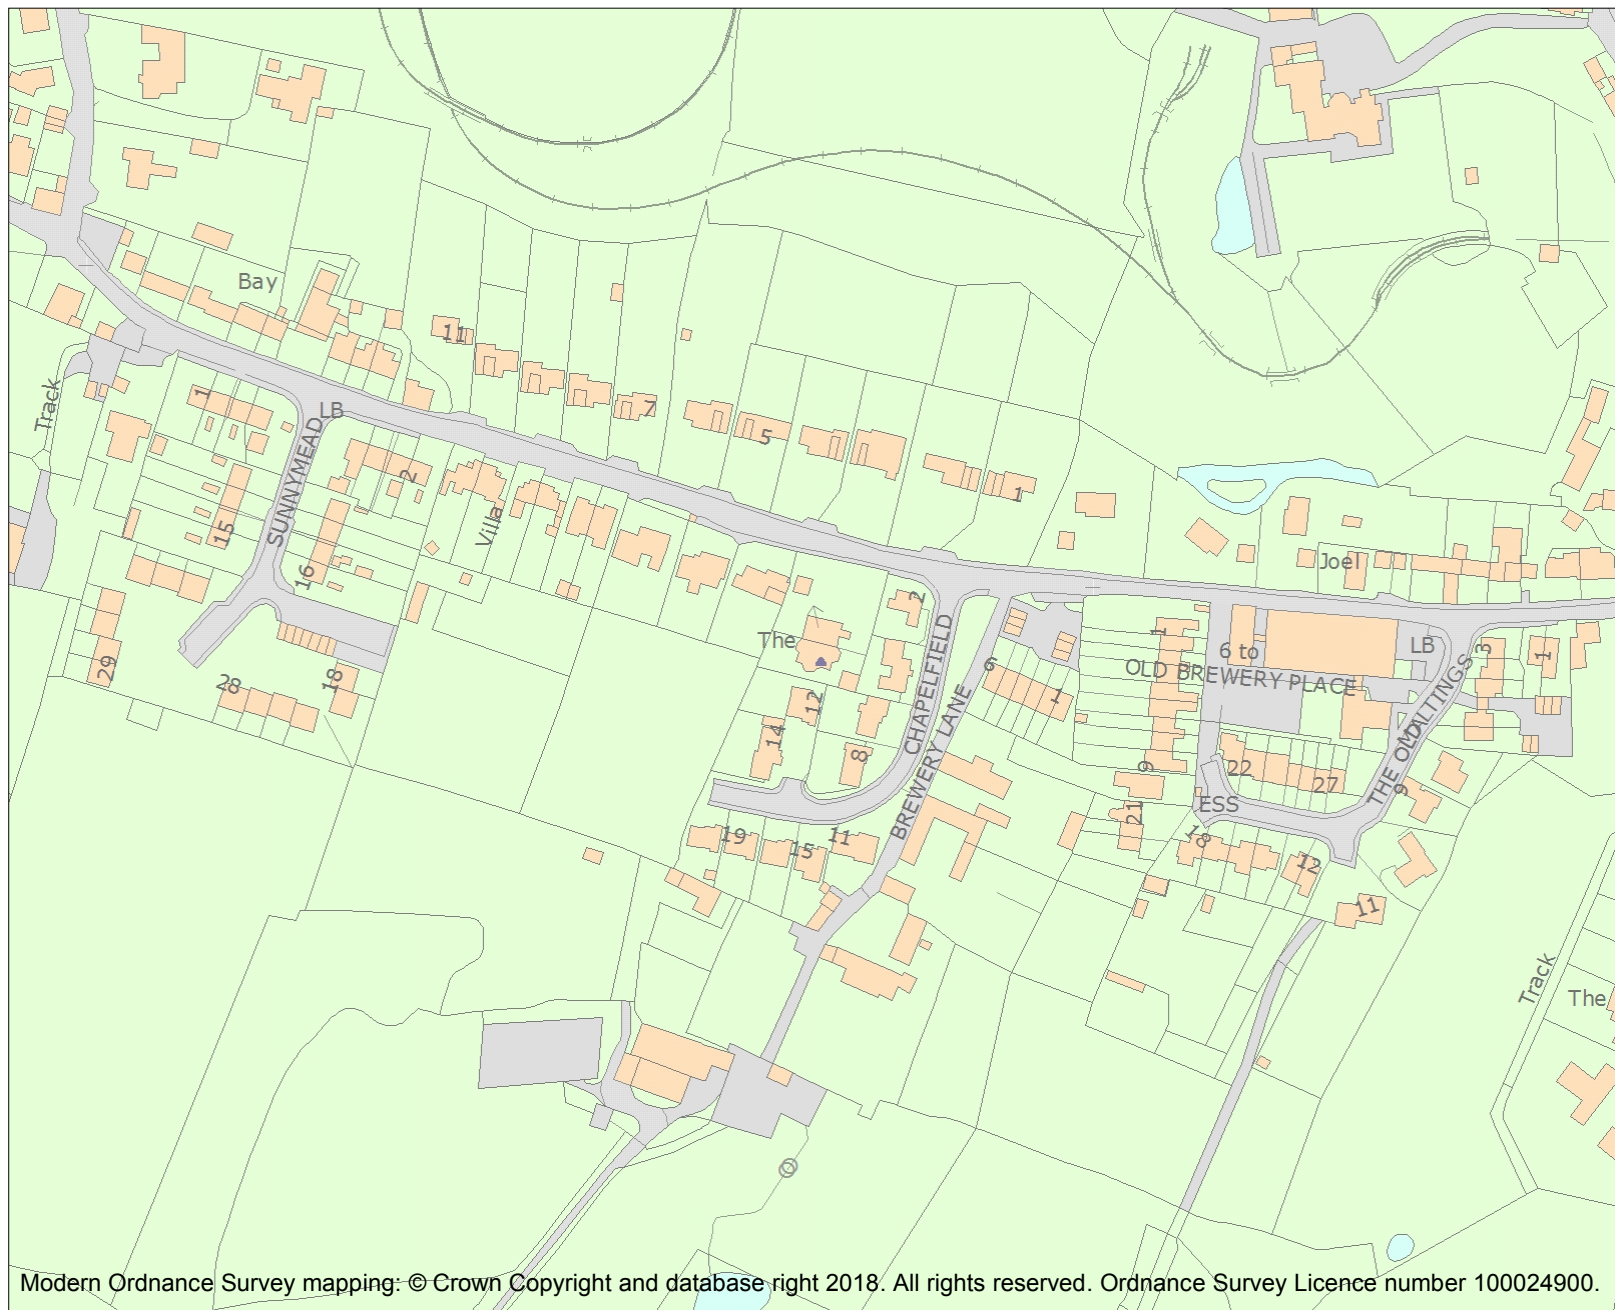 Bay
11
Track
1
LB
7
5
SUNNYMEAD
2
1
Villa
15
16
Joel
2
The
CHAPELFIELD
6
1
1
6 to
LB
3
1
OLD BREWERY PLACE
29
28
18
12
BREWERY LANE
THE OLD MALTINGS
14
8
9
22
27
9
ESS
21
19
11
15
18
12
11
Track
The
Modern Ordnance Survey mapping: © Crown Copyright and database right 2018. All rights reserved. Ordnance Survey Licence number 100024900.